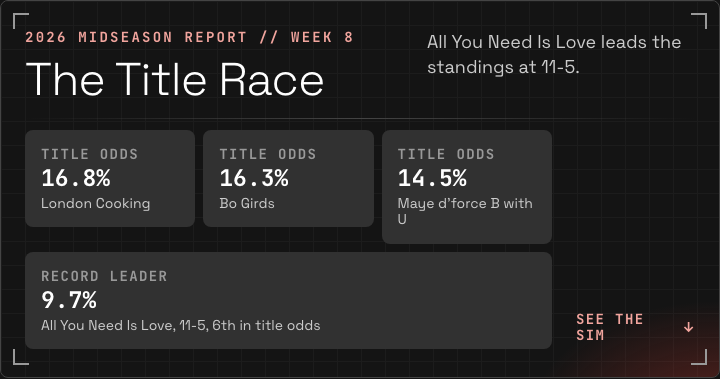 2026 MIDSEASON REPORT // WEEK 8
The Title Race
All You Need Is Love leads the
standings at 11-5.
TITLE ODDS
16.8%
London Cooking
TITLE ODDS
16.3%
Bo Girds
TITLE ODDS
14.5%
Maye d'force B with
U
RECORD LEADER
9.7%
All You Need Is Love, 11-5, 6th in title odds
SEE THE
SIM ↓